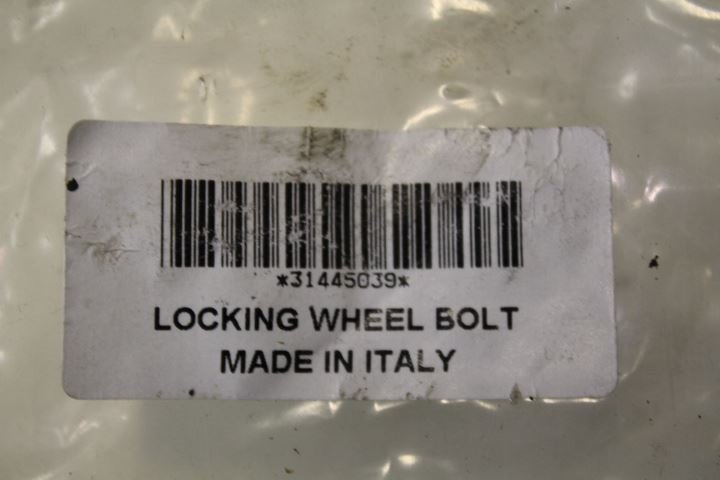 *31445039*
LOCKING WHEEL BOLT
MADE IN ITALY